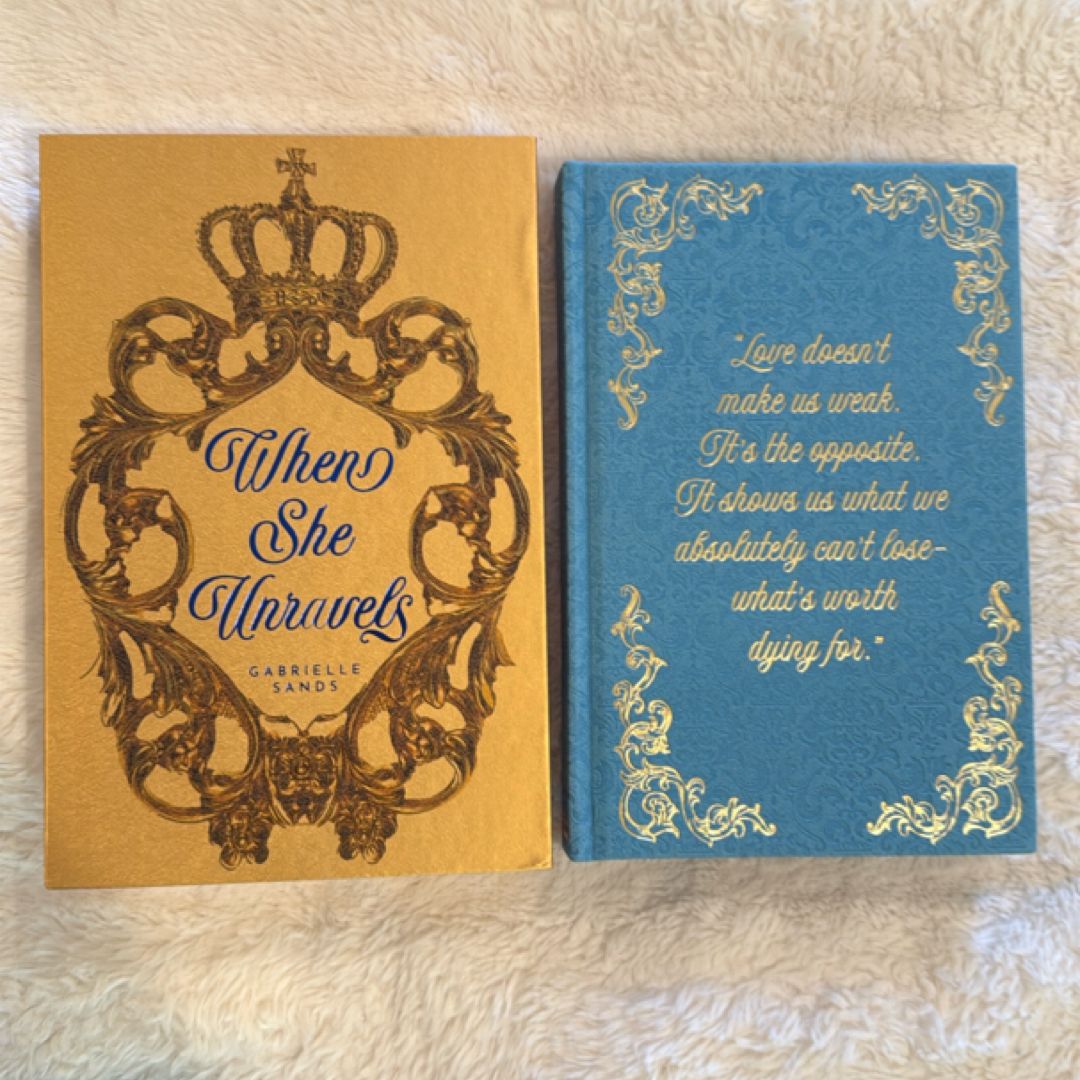 When
She
Unravels
GABRIELLE
SANDS
"Love doesn't
make us weak.
It's the opposite.
It shows us what we
absolutely can't lose-
what's worth
dying for."